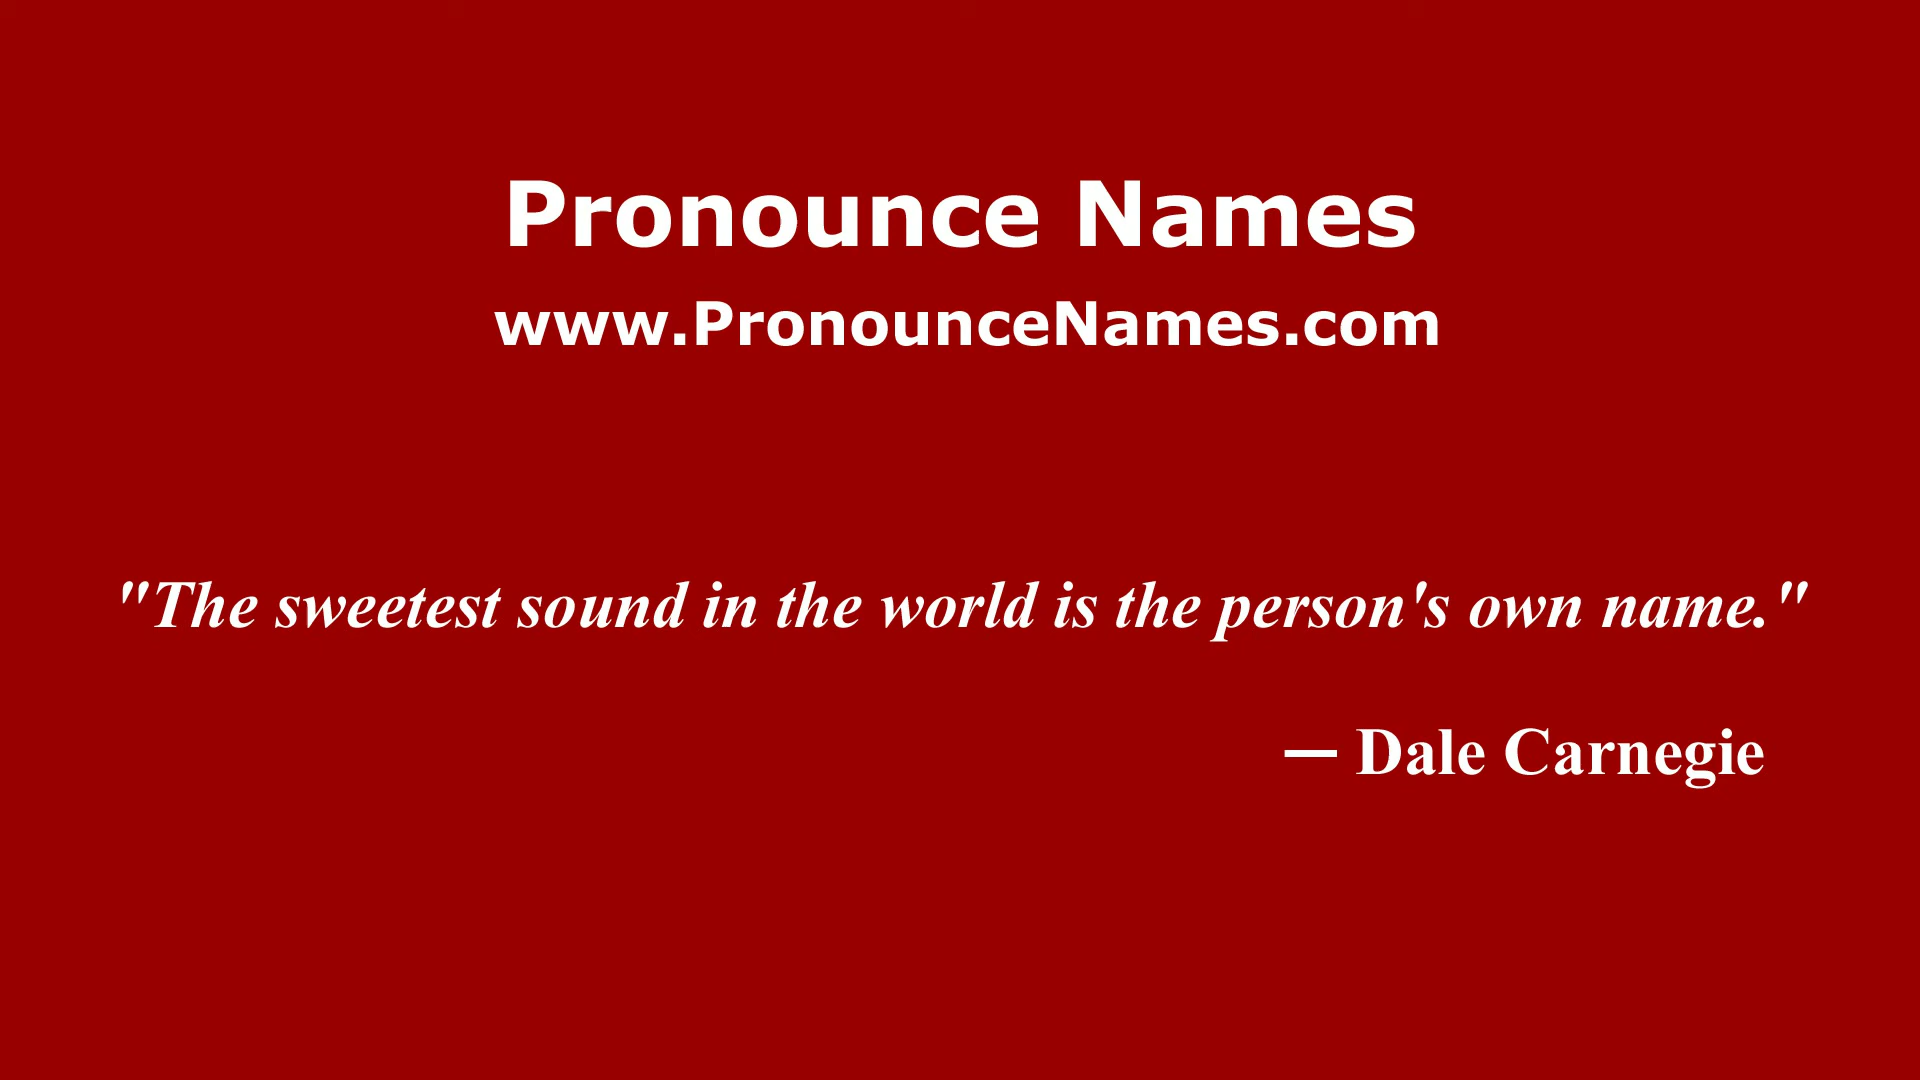 Pronounce Names
www.PronounceNames.com
"The sweetest sound in the world is the person's own name."
— Dale Carnegie